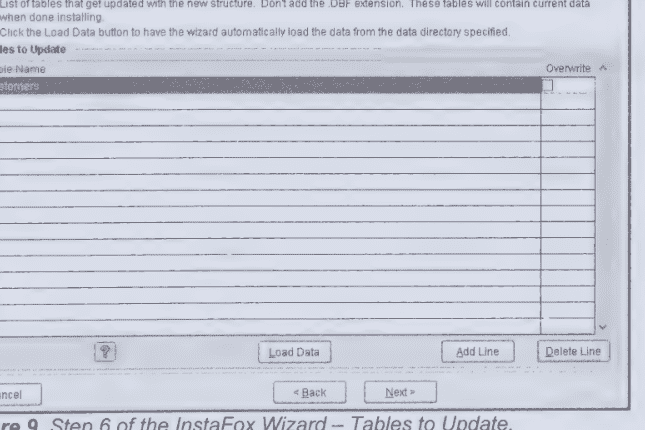 List of tables that get updated with the new structure. Don't add the .DBF extension. These tables will contain current data
when done installing.
Click the Load Data button to have the wizard automatically load the data from the data directory specified.
les to Update
ble Name Overwrite
stomers
Load Data Add Line Delete Line
ncel < Back Next >
re 9. Step 6 of the InstaFox Wizard – Tables to Update.